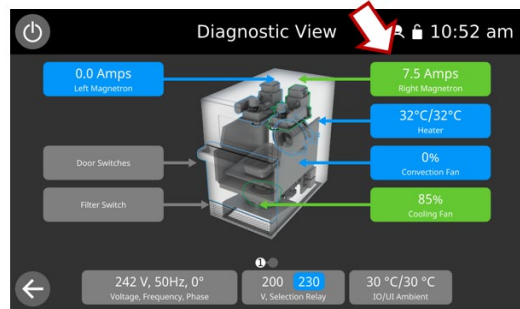 Diagnostic View
10:52 am
0.0 Amps
Left Magnetron
7.5 Amps
Right Magnetron
32°C/32°C
Heater
Door Switches
0%
Convection Fan
Filter Switch
85%
Cooling Fan
1
242 V, 50Hz, 0°
Voltage, Frequency, Phase
200 230
V, Selection Relay
30 °C/30 °C
IO/UI Ambient